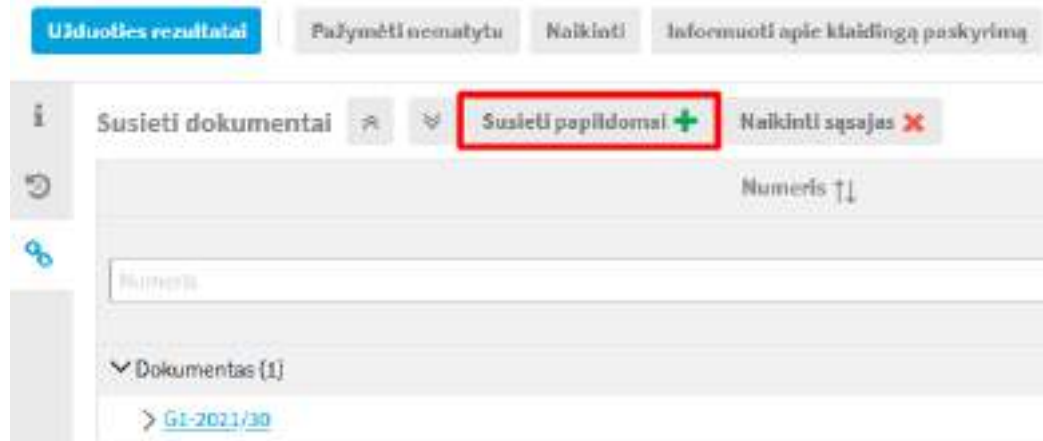 Užduoties rezultatai Pažymėti nematytu Naikinti Informuoti apie klaidingą paskyrimą
Susieti dokumentai Susieti papildomai Naikinti sąsajas
Numeris
Numeris
Dokumentas (1)
G1-2021/30